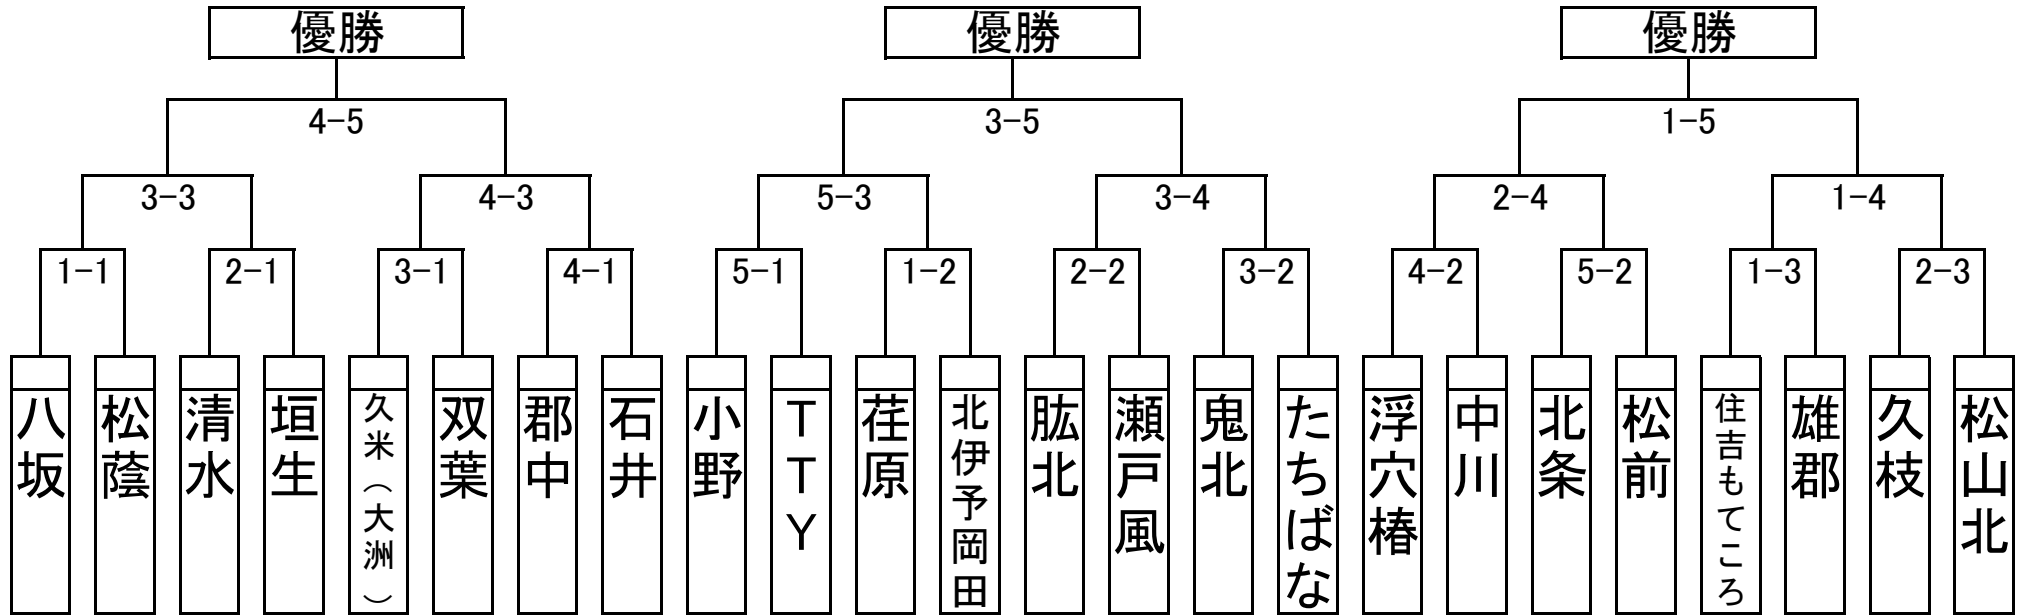 優勝 優勝 優勝
4-5 3-5 1-5
3-3 4-3 5-3 3-4 2-4 1-4
1-1 2-1 3-1 4-1 5-1 1-2 2-2 3-2 4-2 5-2 1-3 2-3
八坂
松蔭
清水
垣生
久米（大洲）
双葉
郡中
石井
小野
TTY
荏原
北伊予岡田
肱北
瀬戸風
鬼北
たちばな
浮穴椿
中川
北条
松前
住吉もてころ
雄郡
久枝
松山北